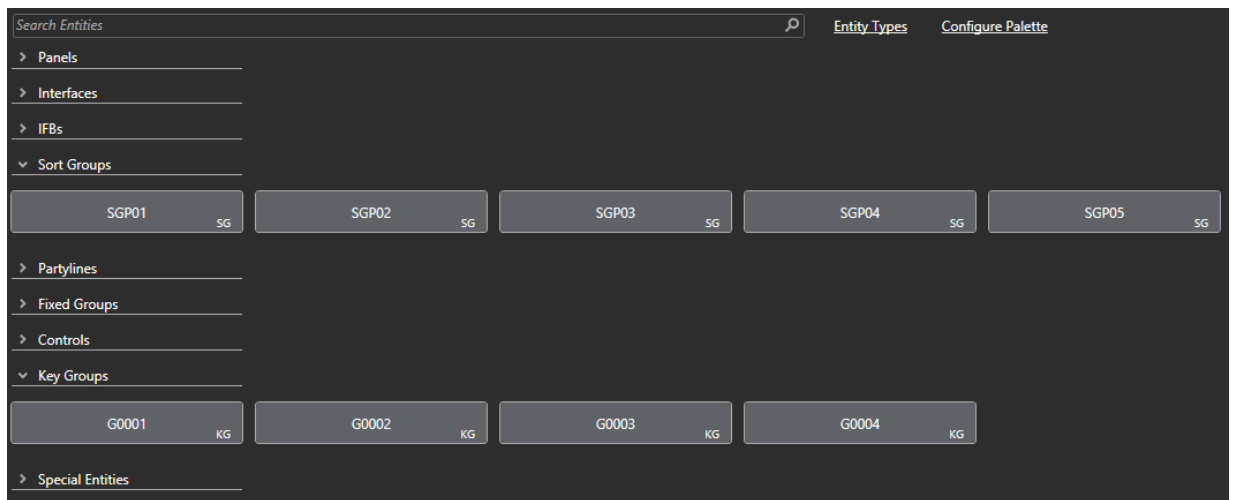 Search Entities Entity Types Configure Palette
Panels
Interfaces
IFBs
Sort Groups
SGP01 SG SGP02 SG SGP03 SG SGP04 SG SGP05 SG
Partylines
Fixed Groups
Controls
Key Groups
G0001 KG G0002 KG G0003 KG G0004 KG
Special Entities